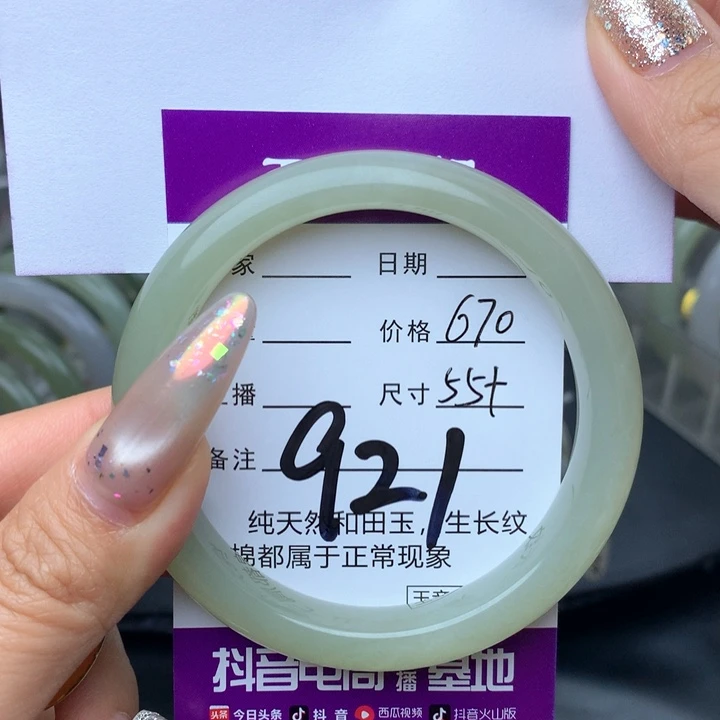 家 日期
价格 670
播 尺寸 55+
备注 921
纯天然和田玉，生长纹
棉都属于正常现象
抖音电商 播 基地
头条 今日头条 抖音 西瓜视频 抖音火山版